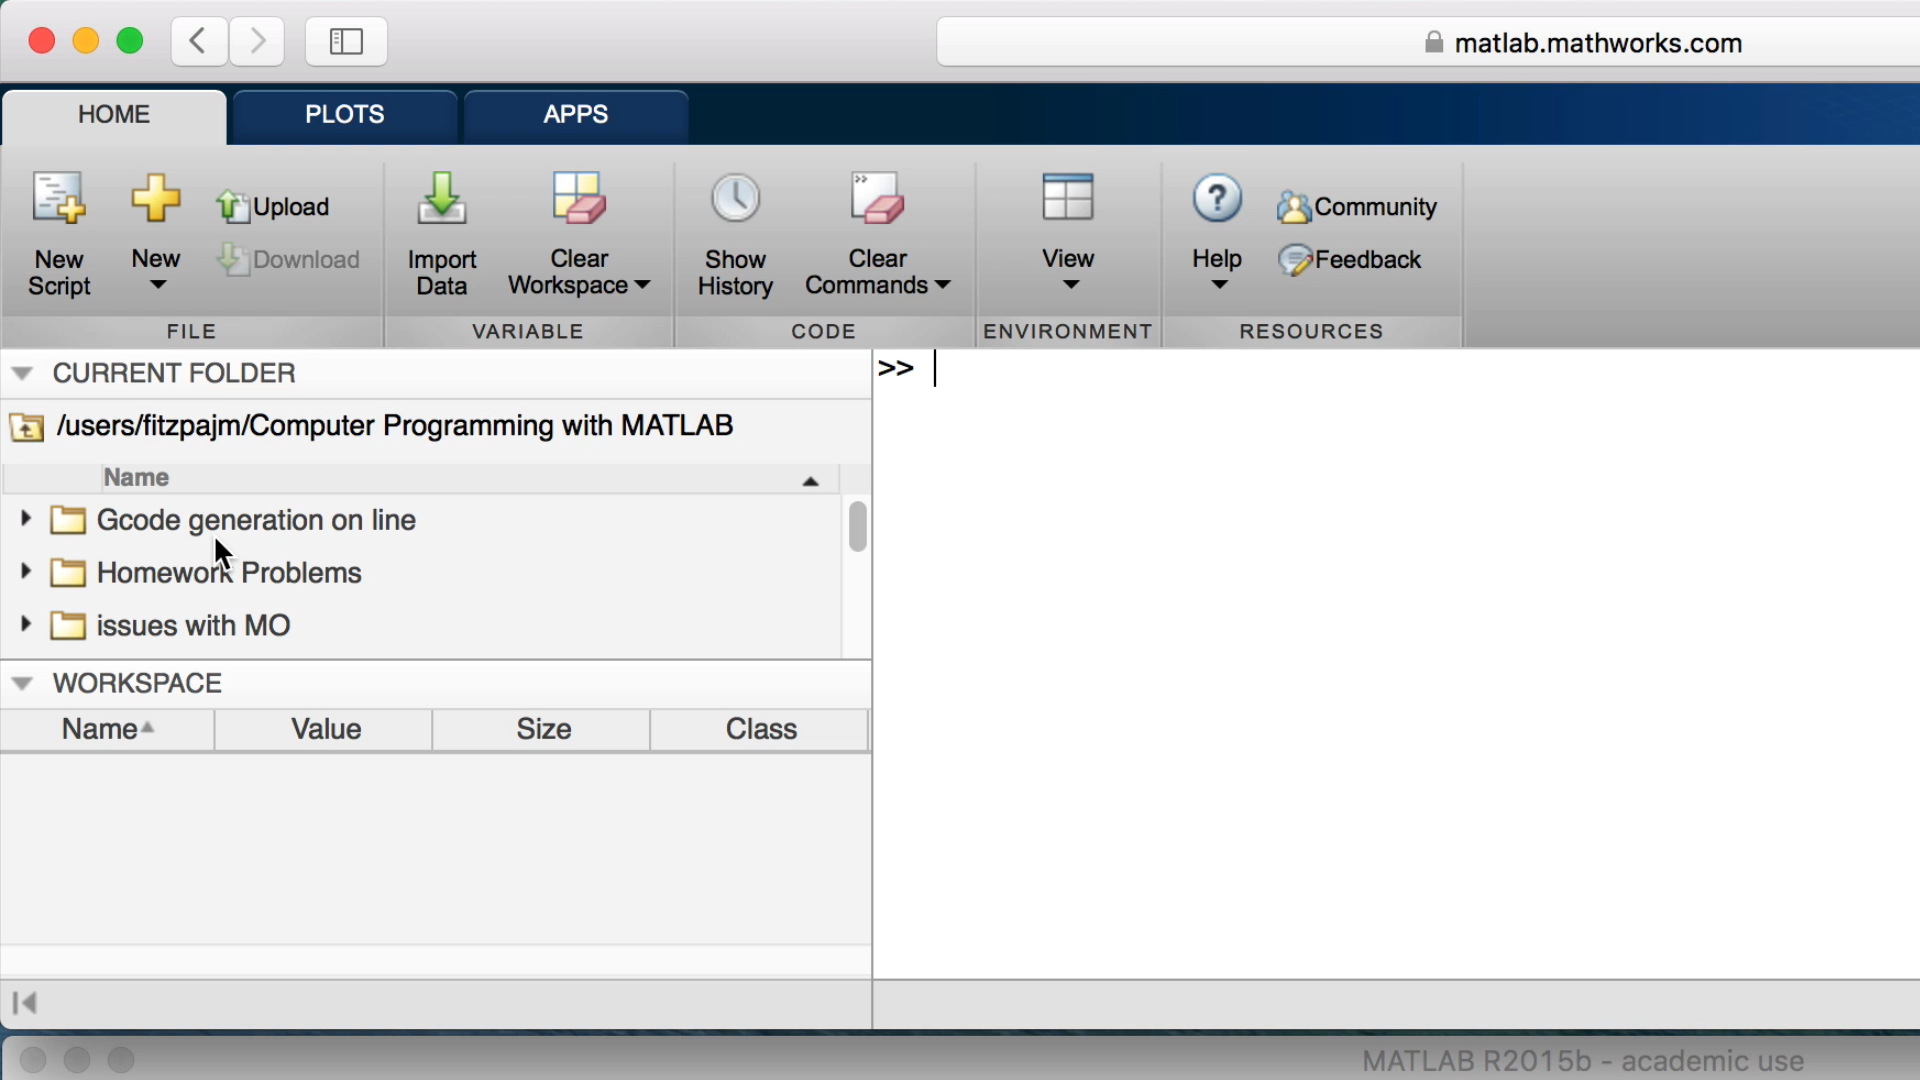 matlab.mathworks.com
HOME
PLOTS
APPS
New
Script
New
Upload
Download
Import
Data
Clear
Workspace
Show
History
>>
Clear
Commands
View
?
Help
Community
Feedback
FILE
VARIABLE
CODE
ENVIRONMENT
RESOURCES
CURRENT FOLDER
/users/fitzpajm/Computer Programming with MATLAB
Name
Gcode generation on line
Homework Problems
issues with MO
WORKSPACE
Name
Value
Size
Class
>>
MATLAB R2015b - academic use